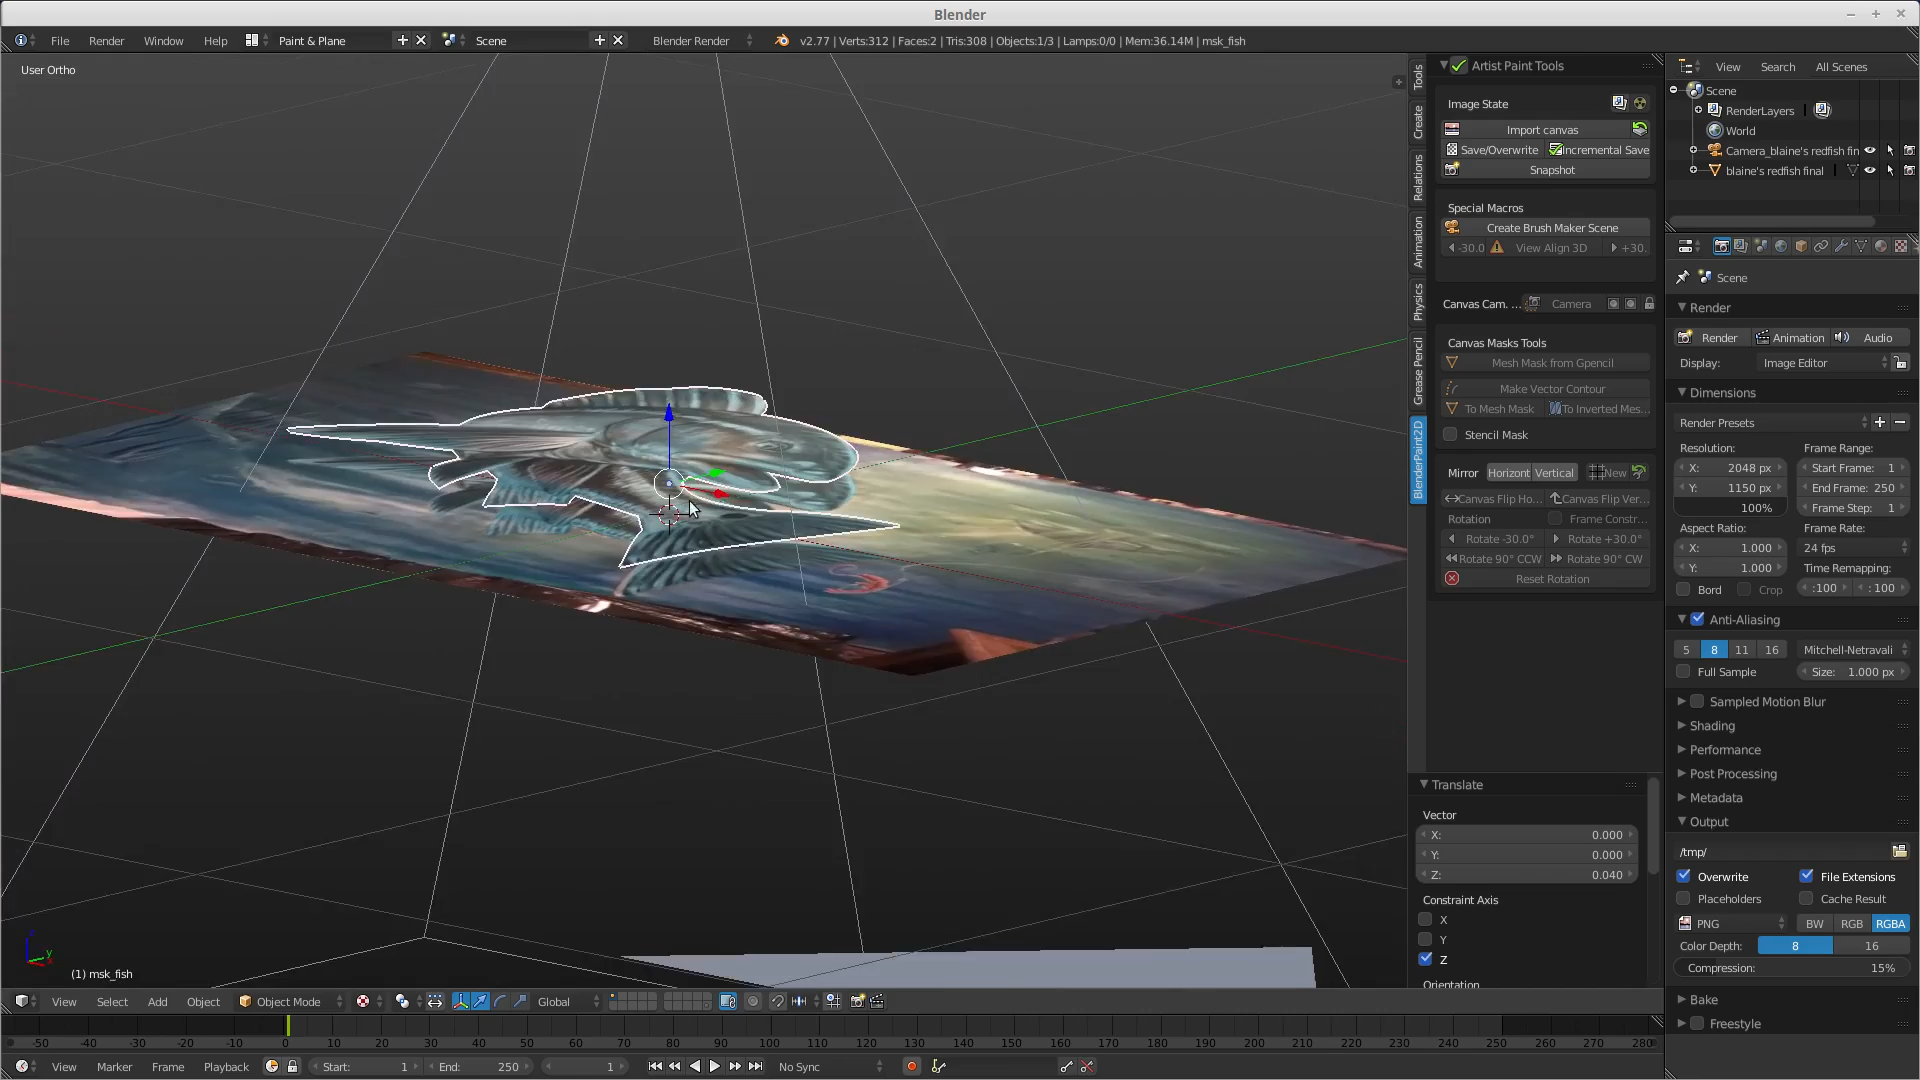 Blender
File Render Window Help Paint & Plane Scene Blender Render v2.77 | Verts:312 | Faces:2 | Tris:308 | Objects:1/3 | Lamps:0/0 | Mem:36.14M | msk_fish
User Ortho
(1) msk_fish
Tools
Create
Relations
Animation
Physics
Grease Pencil
BlenderPaint2D
Artist Paint Tools
Image State
Import canvas
Save/Overwrite Incremental Save
Snapshot
Special Macros
Create Brush Maker Scene
-30.0 View Align 3D +30.
Canvas Cam. ... Camera
Canvas Masks Tools
Mesh Mask from Gpencil
Make Vector Contour
To Mesh Mask To Inverted Mes...
Stencil Mask
Mirror Horizont Vertical New
Canvas Flip Ho... Canvas Flip Ver...
Rotation Frame Constr...
Rotate -30.0° Rotate +30.0°
Rotate 90° CCW Rotate 90° CW
Reset Rotation
Translate
Vector
X: 0.000
Y: 0.000
Z: 0.040
Constraint Axis
X
Y
Z
Orientation
View Search All Scenes
Scene
RenderLayers
World
Camera_blaine's redfish fin
blaine's redfish final
Scene
Render
Render Animation Audio
Display: Image Editor
Dimensions
Render Presets
Resolution: Frame Range:
X: 2048 px Start Frame: 1
Y: 1150 px End Frame: 250
100% Frame Step: 1
Aspect Ratio: Frame Rate:
X: 1.000 24 fps
Y: 1.000 Time Remapping:
Bord Crop :100 :100
Anti-Aliasing
5 8 11 16 Mitchell-Netravali
Full Sample Size: 1.000 px
Sampled Motion Blur
Shading
Performance
Post Processing
Metadata
Output
/tmp/
Overwrite File Extensions
Placeholders Cache Result
PNG BW RGB RGBA
Color Depth: 8 16
Compression: 15%
Bake
Freestyle
View Select Add Object Object Mode Global
-50 -40 -30 -20 -10 0 10 20 30 40 50 60 70 80 90 100 110 120 130 140 150 160 170 180 190 200 210 220 230 240 250 260 270 280
View Marker Frame Playback Start: 1 End: 250 1 No Sync